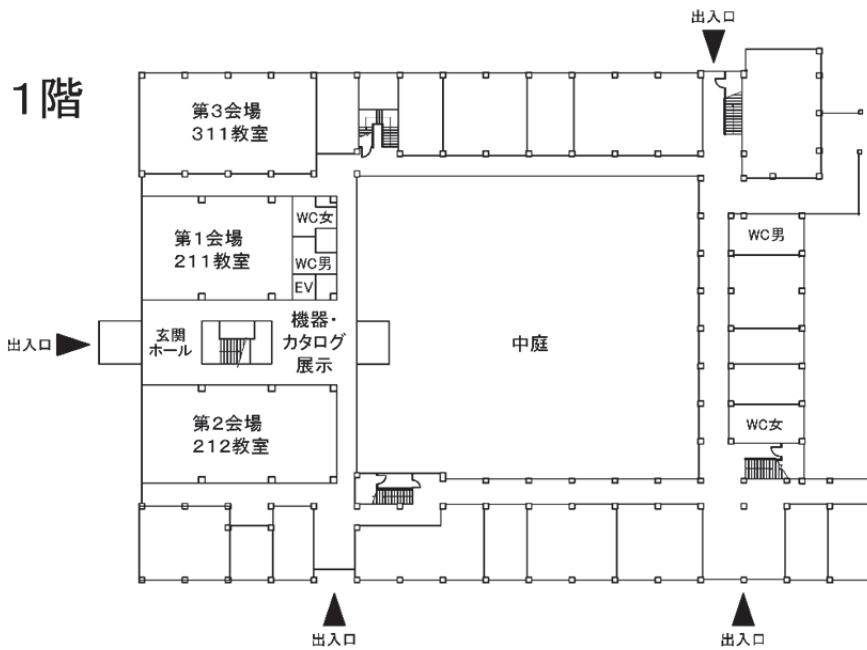 出入口
1階
第3会場
311教室
WC女
第1会場
211教室
WC男
WC男
EV
機器・
カタログ
展示
玄関
ホール
出入口
中庭
第2会場
212教室
WC女
出入口
出入口